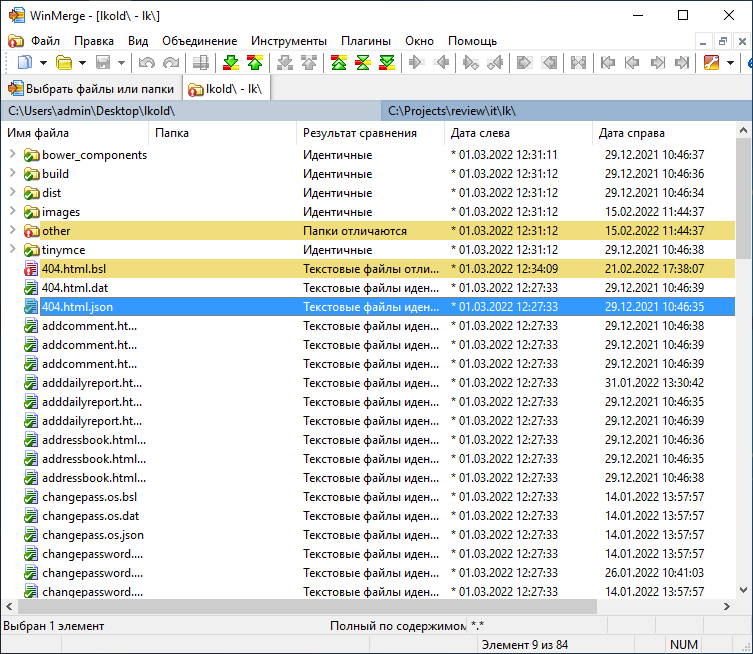 WinMerge - [lkold\ - lk\]
Файл Правка Вид Объединение Инструменты Плагины Окно Помощь
Выбрать файлы или папки lkold\ - lk\
C:\Users\admin\Desktop\lkold\ C:\Projects\review\it\lk\
Имя файла Папка Результат сравнения Дата слева Дата справа
bower_components Идентичные * 01.03.2022 12:31:11 29.12.2021 10:46:37
build Идентичные * 01.03.2022 12:31:12 29.12.2021 10:46:36
dist Идентичные * 01.03.2022 12:31:12 29.12.2021 10:46:34
images Идентичные * 01.03.2022 12:31:12 15.02.2022 11:44:37
other Папки отличаются * 01.03.2022 12:31:12 15.02.2022 11:44:37
tinymce Идентичные * 01.03.2022 12:31:12 29.12.2021 10:46:38
404.html.bsl Текстовые файлы отли... * 01.03.2022 12:34:09 21.02.2022 17:38:07
404.html.dat Текстовые файлы иден... * 01.03.2022 12:27:33 29.12.2021 10:46:39
404.html.json Текстовые файлы иден... * 01.03.2022 12:27:33 29.12.2021 10:46:35
addcomment.ht... Текстовые файлы иден... * 01.03.2022 12:27:33 29.12.2021 10:46:38
addcomment.ht... Текстовые файлы иден... * 01.03.2022 12:27:33 29.12.2021 10:46:39
addcomment.ht... Текстовые файлы иден... * 01.03.2022 12:27:33 29.12.2021 10:46:39
adddailyreport.ht... Текстовые файлы иден... * 01.03.2022 12:27:33 31.01.2022 13:30:42
adddailyreport.ht... Текстовые файлы иден... * 01.03.2022 12:27:33 29.12.2021 10:46:35
adddailyreport.ht... Текстовые файлы иден... * 01.03.2022 12:27:33 29.12.2021 10:46:39
addressbook.html... Текстовые файлы иден... * 01.03.2022 12:27:33 29.12.2021 10:46:36
addressbook.html... Текстовые файлы иден... * 01.03.2022 12:27:33 29.12.2021 10:46:35
addressbook.html... Текстовые файлы иден... * 01.03.2022 12:27:33 29.12.2021 10:46:38
changepass.os.bsl Текстовые файлы иден... * 01.03.2022 12:27:33 14.01.2022 13:57:57
changepass.os.dat Текстовые файлы иден... * 01.03.2022 12:27:33 14.01.2022 13:57:57
changepass.os.json Текстовые файлы иден... * 01.03.2022 12:27:33 14.01.2022 13:57:57
changepassword.... Текстовые файлы иден... * 01.03.2022 12:27:33 14.01.2022 13:57:57
changepassword.... Текстовые файлы иден... * 01.03.2022 12:27:33 26.01.2022 10:41:03
changepassword.... Текстовые файлы иден... * 01.03.2022 12:27:33 14.01.2022 13:57:57
Выбран 1 элемент Полный по содержимом *.*
Элемент 9 из 84 NUM